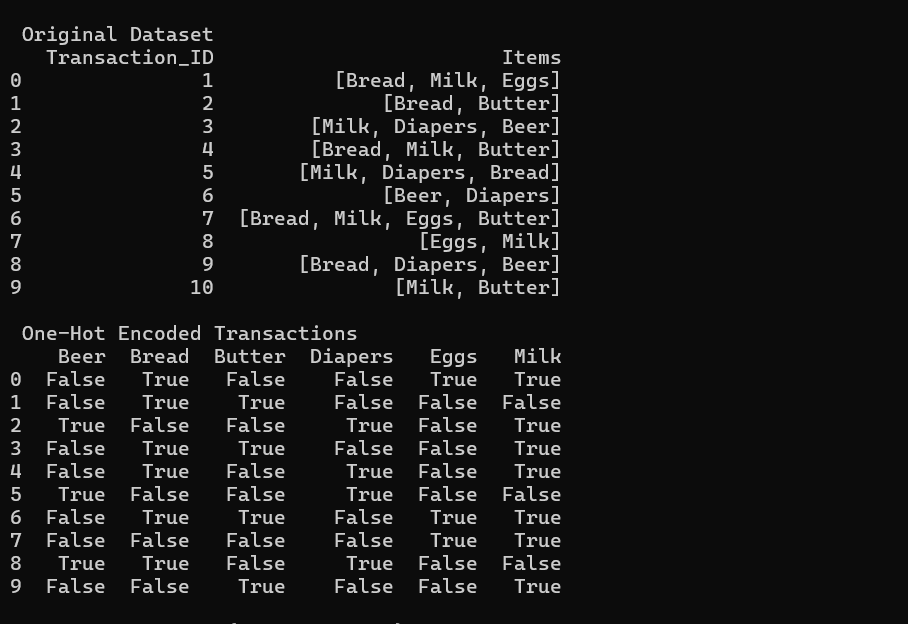 Original Dataset
Transaction_ID Items
0 1 [Bread, Milk, Eggs]
1 2 [Bread, Butter]
2 3 [Milk, Diapers, Beer]
3 4 [Bread, Milk, Butter]
4 5 [Milk, Diapers, Bread]
5 6 [Beer, Diapers]
6 7 [Bread, Milk, Eggs, Butter]
7 8 [Eggs, Milk]
8 9 [Bread, Diapers, Beer]
9 10 [Milk, Butter]
One-Hot Encoded Transactions
Beer Bread Butter Diapers Eggs Milk
0 False True False False True True
1 False True True False False False
2 True False False True False True
3 False True True False False True
4 False True False True False True
5 True False False True False False
6 False True True False True True
7 False False False False True True
8 True True False True False False
9 False False True False False True